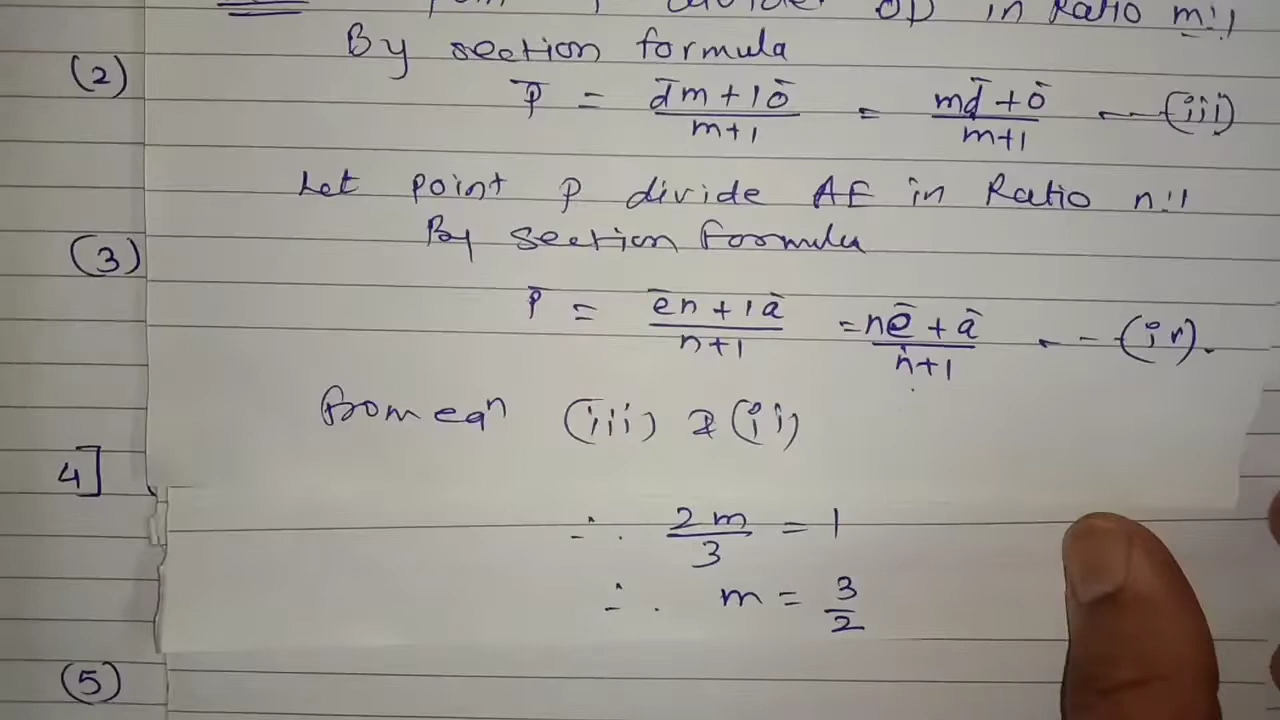 point P divides OD in Ratio m:1
By section formula
(2)
P̄ = d̄m + 1ō / m+1 = md̄ + ō / m+1 --- (iii)
Let point P divide AE in Ratio n:1
By section formula
(3)
P̄ = ēn + 1ā / n+1 = nē + ā / n+1 --- (iv).
from eqⁿ (iii) & (ii)
4]
∴ 2m/3 = 1
∴ m = 3/2
(5)